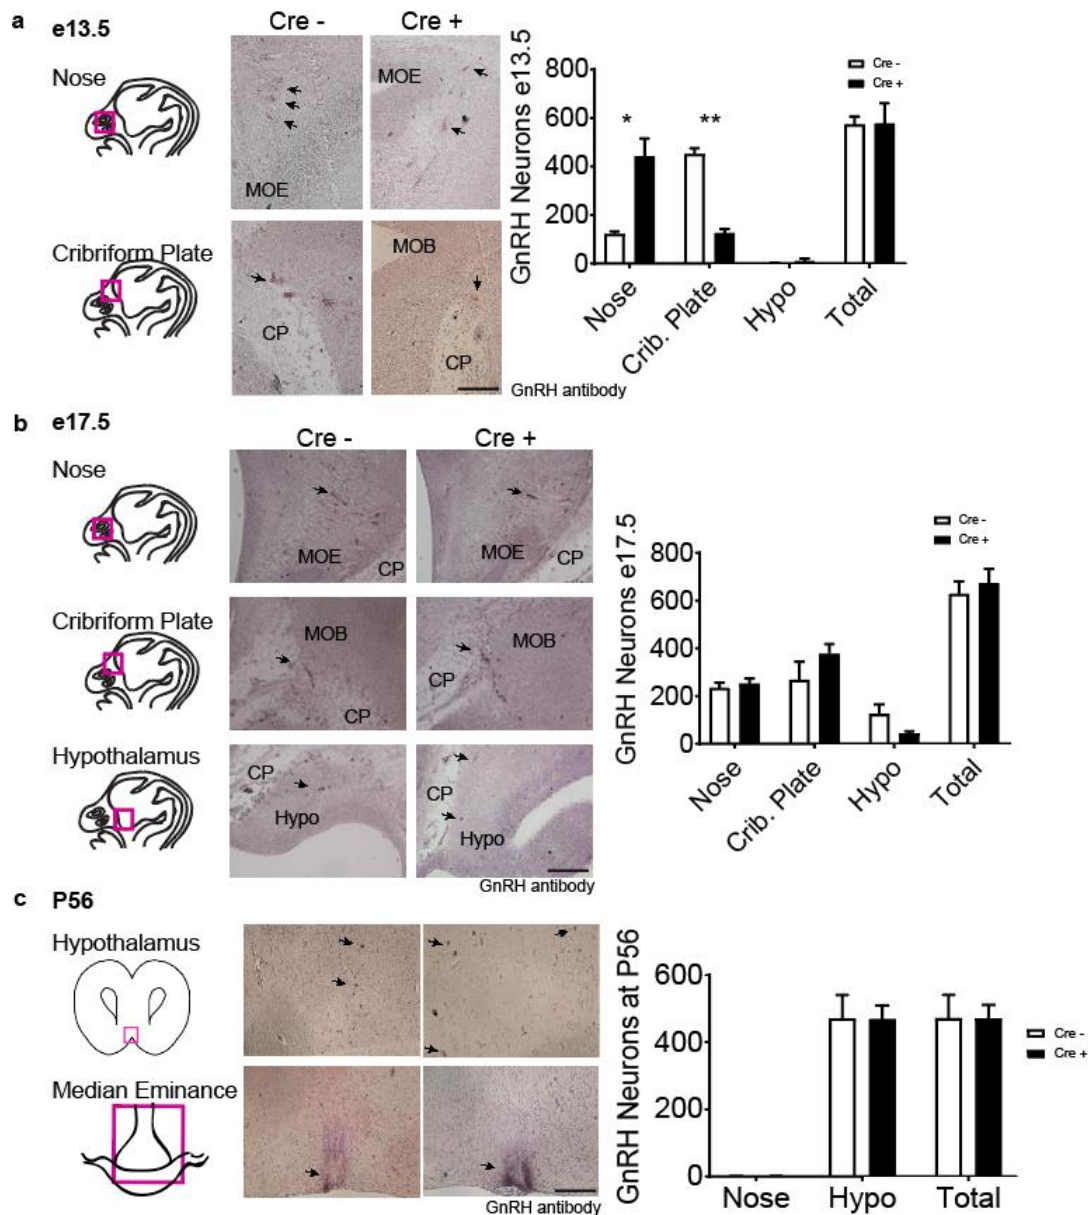 a e13.5
Cre - Cre +
Nose
MOE
MOE
Cribriform Plate
MOB
CP
CP
GnRH antibody
GnRH Neurons e13.5
800
600
400
200
0
* **
Cre -
Cre +
Nose
Crib. Plate
Hypo
Total
b e17.5
Cre - Cre +
Nose
MOE
CP
MOE
CP
Cribriform Plate
MOB
CP
MOB
CP
Hypothalamus
CP
Hypo
CP
Hypo
GnRH antibody
GnRH Neurons e17.5
800
600
400
200
0
Cre -
Cre +
Nose
Crib. Plate
Hypo
Total
c P56
Hypothalamus
Median Eminance
GnRH antibody
GnRH Neurons at P56
600
400
200
0
Cre -
Cre +
Nose Hypo Total